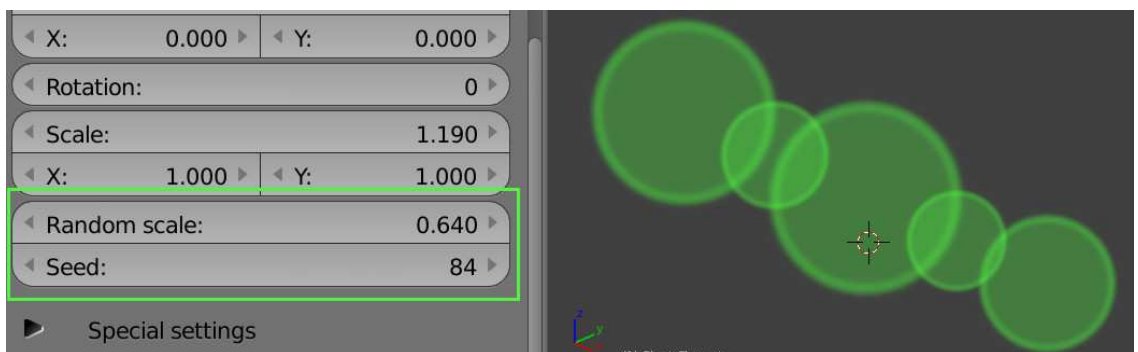 X: 0.000 Y: 0.000
Rotation: 0
Scale: 1.190
X: 1.000 Y: 1.000
Random scale: 0.640
Seed: 84
Special settings
z
y